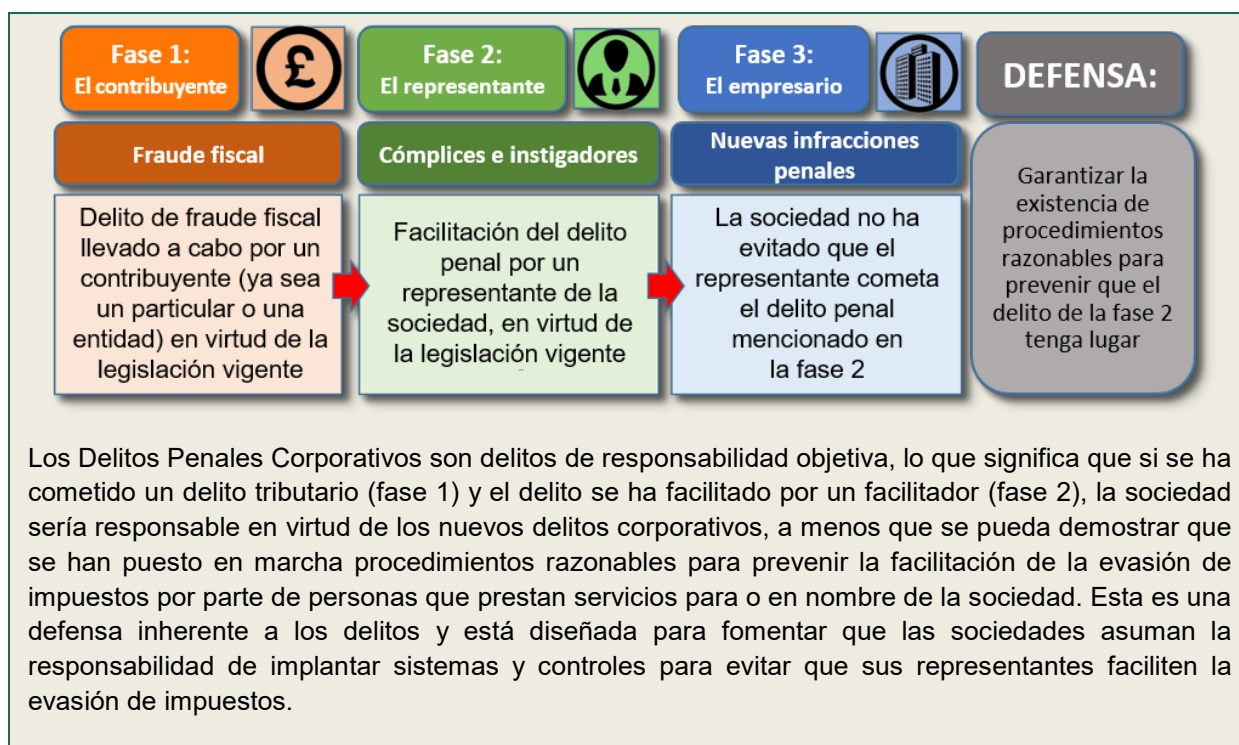 Fase 1:
El contribuyente
£
Fraude fiscal
Delito de fraude fiscal
llevado a cabo por un
contribuyente (ya sea
un particular o una
entidad) en virtud de la
legislación vigente
Fase 2:
El representante
Cómplices e instigadores
Facilitación del delito
penal por un
representante de la
sociedad, en virtud de
la legislación vigente
Fase 3:
El empresario
Nuevas infracciones
penales
La sociedad no ha
evitado que el
representante cometa
el delito penal
mencionado en
la fase 2
DEFENSA:
Garantizar la
existencia de
procedimientos
razonables para
prevenir que el
delito de la fase 2
tenga lugar
Los Delitos Penales Corporativos son delitos de responsabilidad objetiva, lo que significa que si se ha
cometido un delito tributario (fase 1) y el delito se ha facilitado por un facilitador (fase 2), la sociedad
sería responsable en virtud de los nuevos delitos corporativos, a menos que se pueda demostrar que
se han puesto en marcha procedimientos razonables para prevenir la facilitación de la evasión de
impuestos por parte de personas que prestan servicios para o en nombre de la sociedad. Esta es una
defensa inherente a los delitos y está diseñada para fomentar que las sociedades asuman la
responsabilidad de implantar sistemas y controles para evitar que sus representantes faciliten la
evasión de impuestos.